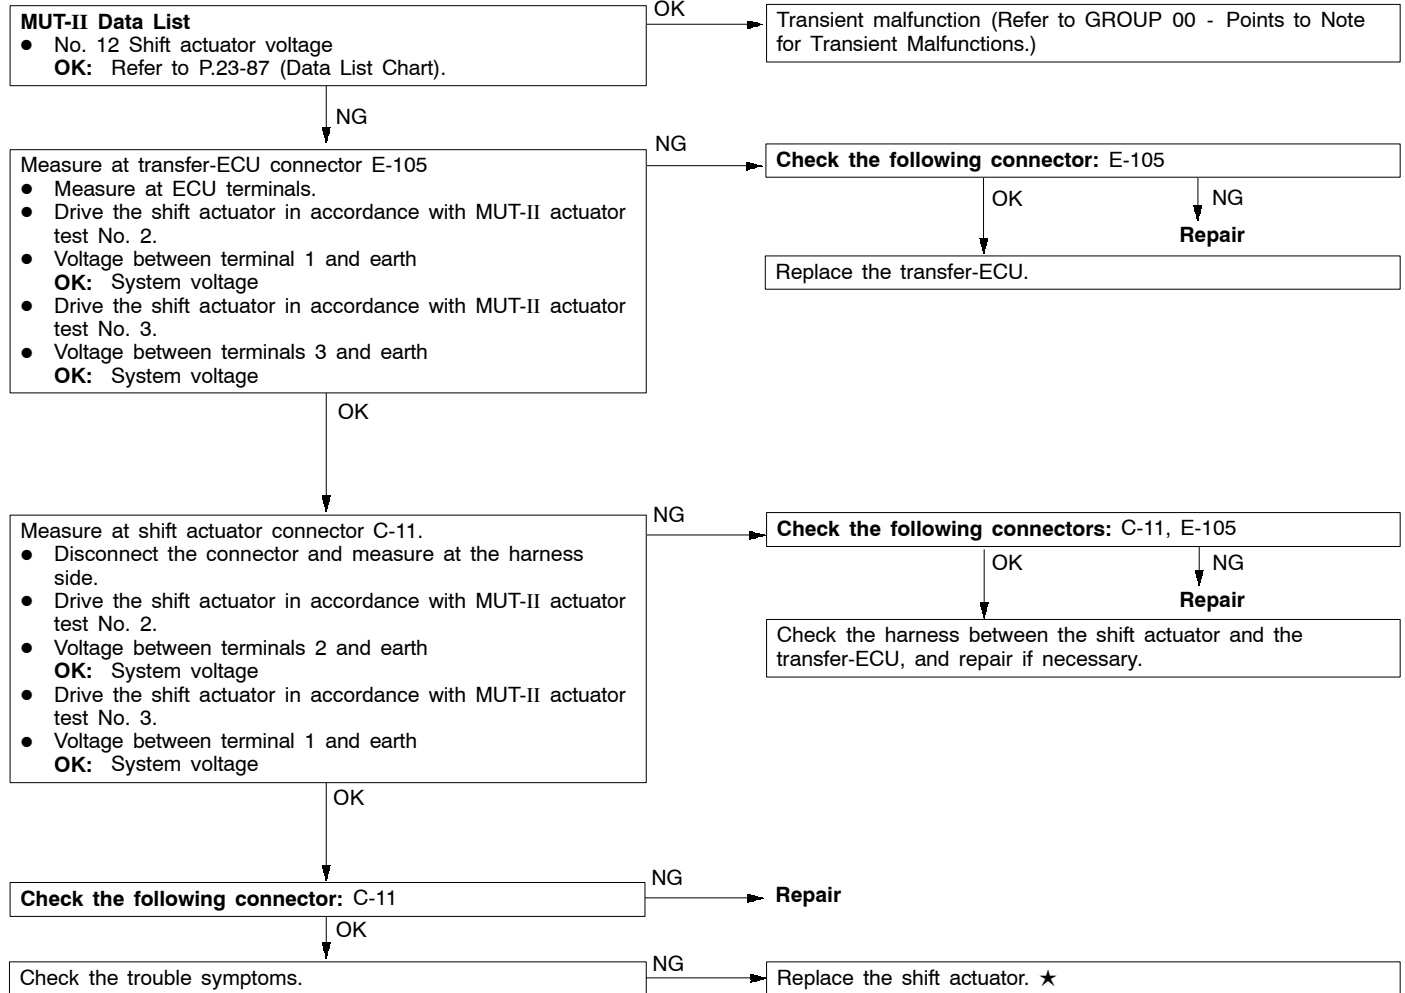 MUT-II Data List
● No. 12 Shift actuator voltage
OK: Refer to P.23-87 (Data List Chart).
OK
Transient malfunction (Refer to GROUP 00 - Points to Note
for Transient Malfunctions.)
NG
Measure at transfer-ECU connector E-105
● Measure at ECU terminals.
● Drive the shift actuator in accordance with MUT-II actuator
test No. 2.
● Voltage between terminal 1 and earth
OK: System voltage
● Drive the shift actuator in accordance with MUT-II actuator
test No. 3.
● Voltage between terminals 3 and earth
OK: System voltage
NG
Check the following connector: E-105
OK
NG
Repair
Replace the transfer-ECU.
OK
Measure at shift actuator connector C-11.
● Disconnect the connector and measure at the harness
side.
● Drive the shift actuator in accordance with MUT-II actuator
test No. 2.
● Voltage between terminals 2 and earth
OK: System voltage
● Drive the shift actuator in accordance with MUT-II actuator
test No. 3.
● Voltage between terminal 1 and earth
OK: System voltage
NG
Check the following connectors: C-11, E-105
OK
NG
Repair
Check the harness between the shift actuator and the
transfer-ECU, and repair if necessary.
OK
Check the following connector: C-11
NG
Repair
OK
Check the trouble symptoms.
NG
Replace the shift actuator. ★